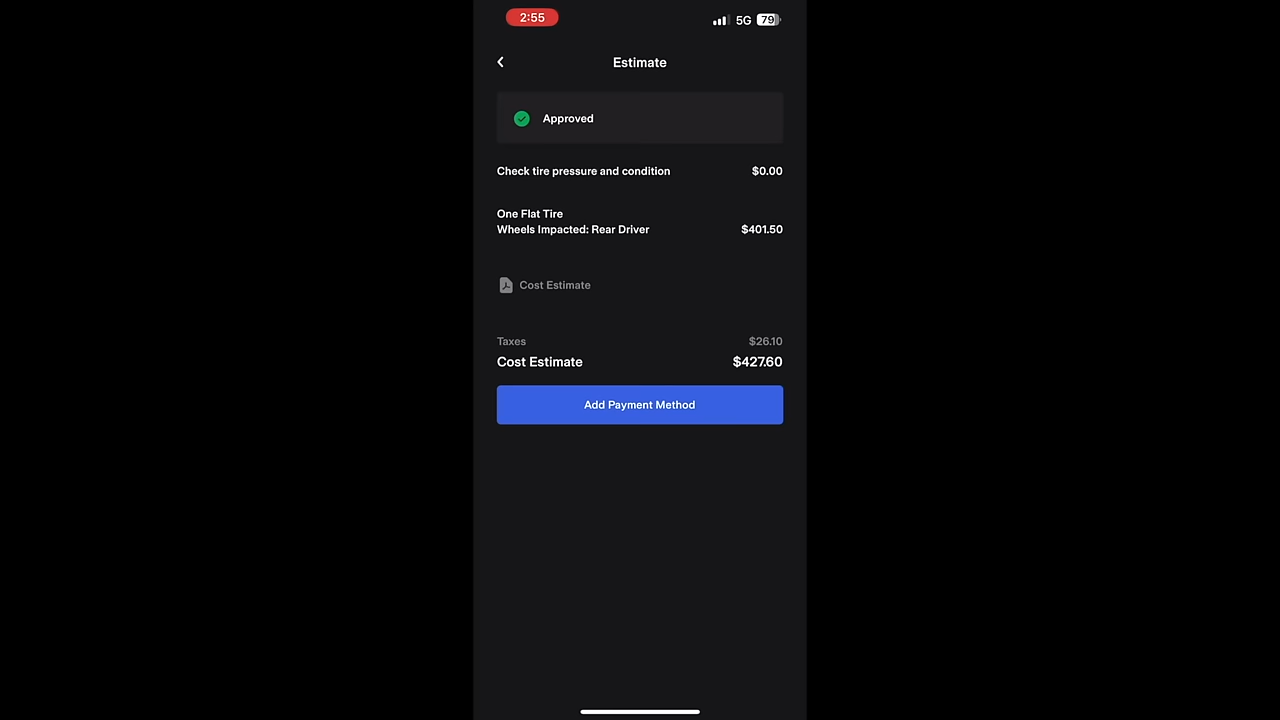 2:55
5G
79
Estimate
Approved
Check tire pressure and condition $0.00
One Flat Tire
Wheels Impacted: Rear Driver $401.50
Cost Estimate
Taxes $26.10
Cost Estimate $427.60
Add Payment Method